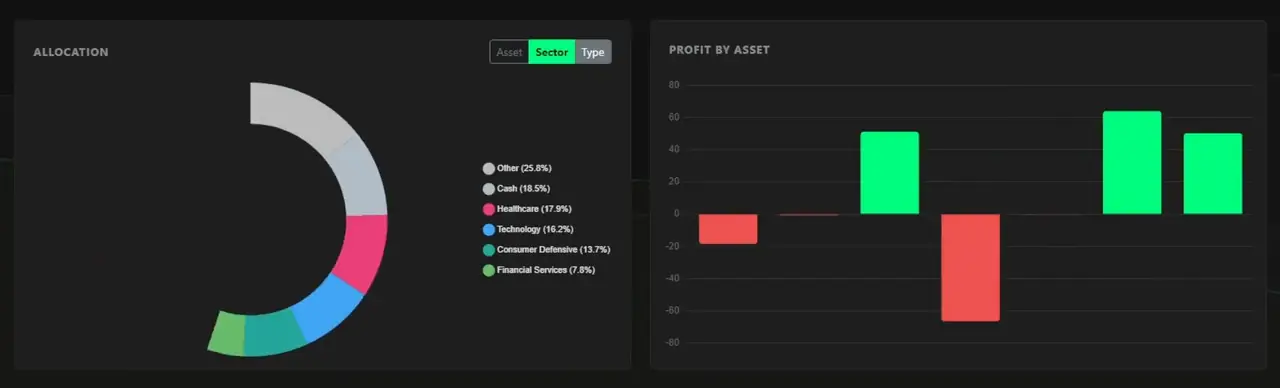 ALLOCATION
Asset Sector Type
Other (25.8%)
Cash (18.5%)
Healthcare (17.9%)
Technology (16.2%)
Consumer Defensive (13.7%)
Financial Services (7.8%)
PROFIT BY ASSET
80
60
40
20
0
-20
-40
-60
-80